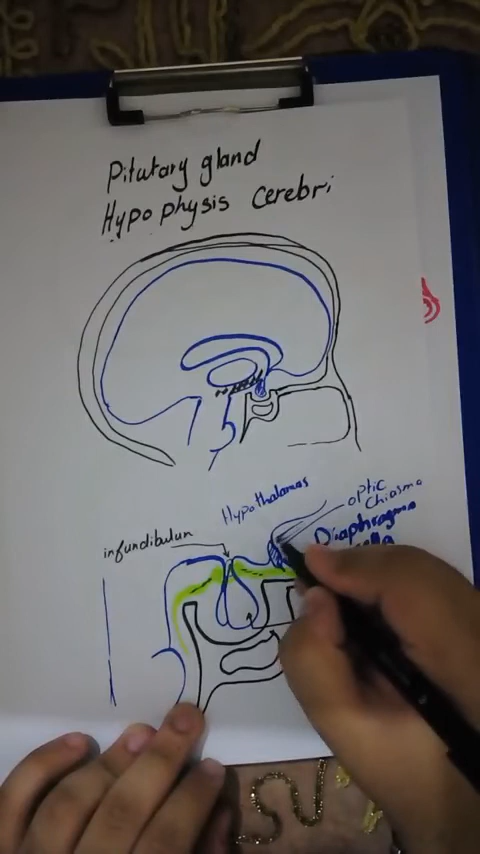 Pitutary gland
Hypophysis Cerebri
Hypothalamus
optic
Chiasma
infundibulum
Diaphragma